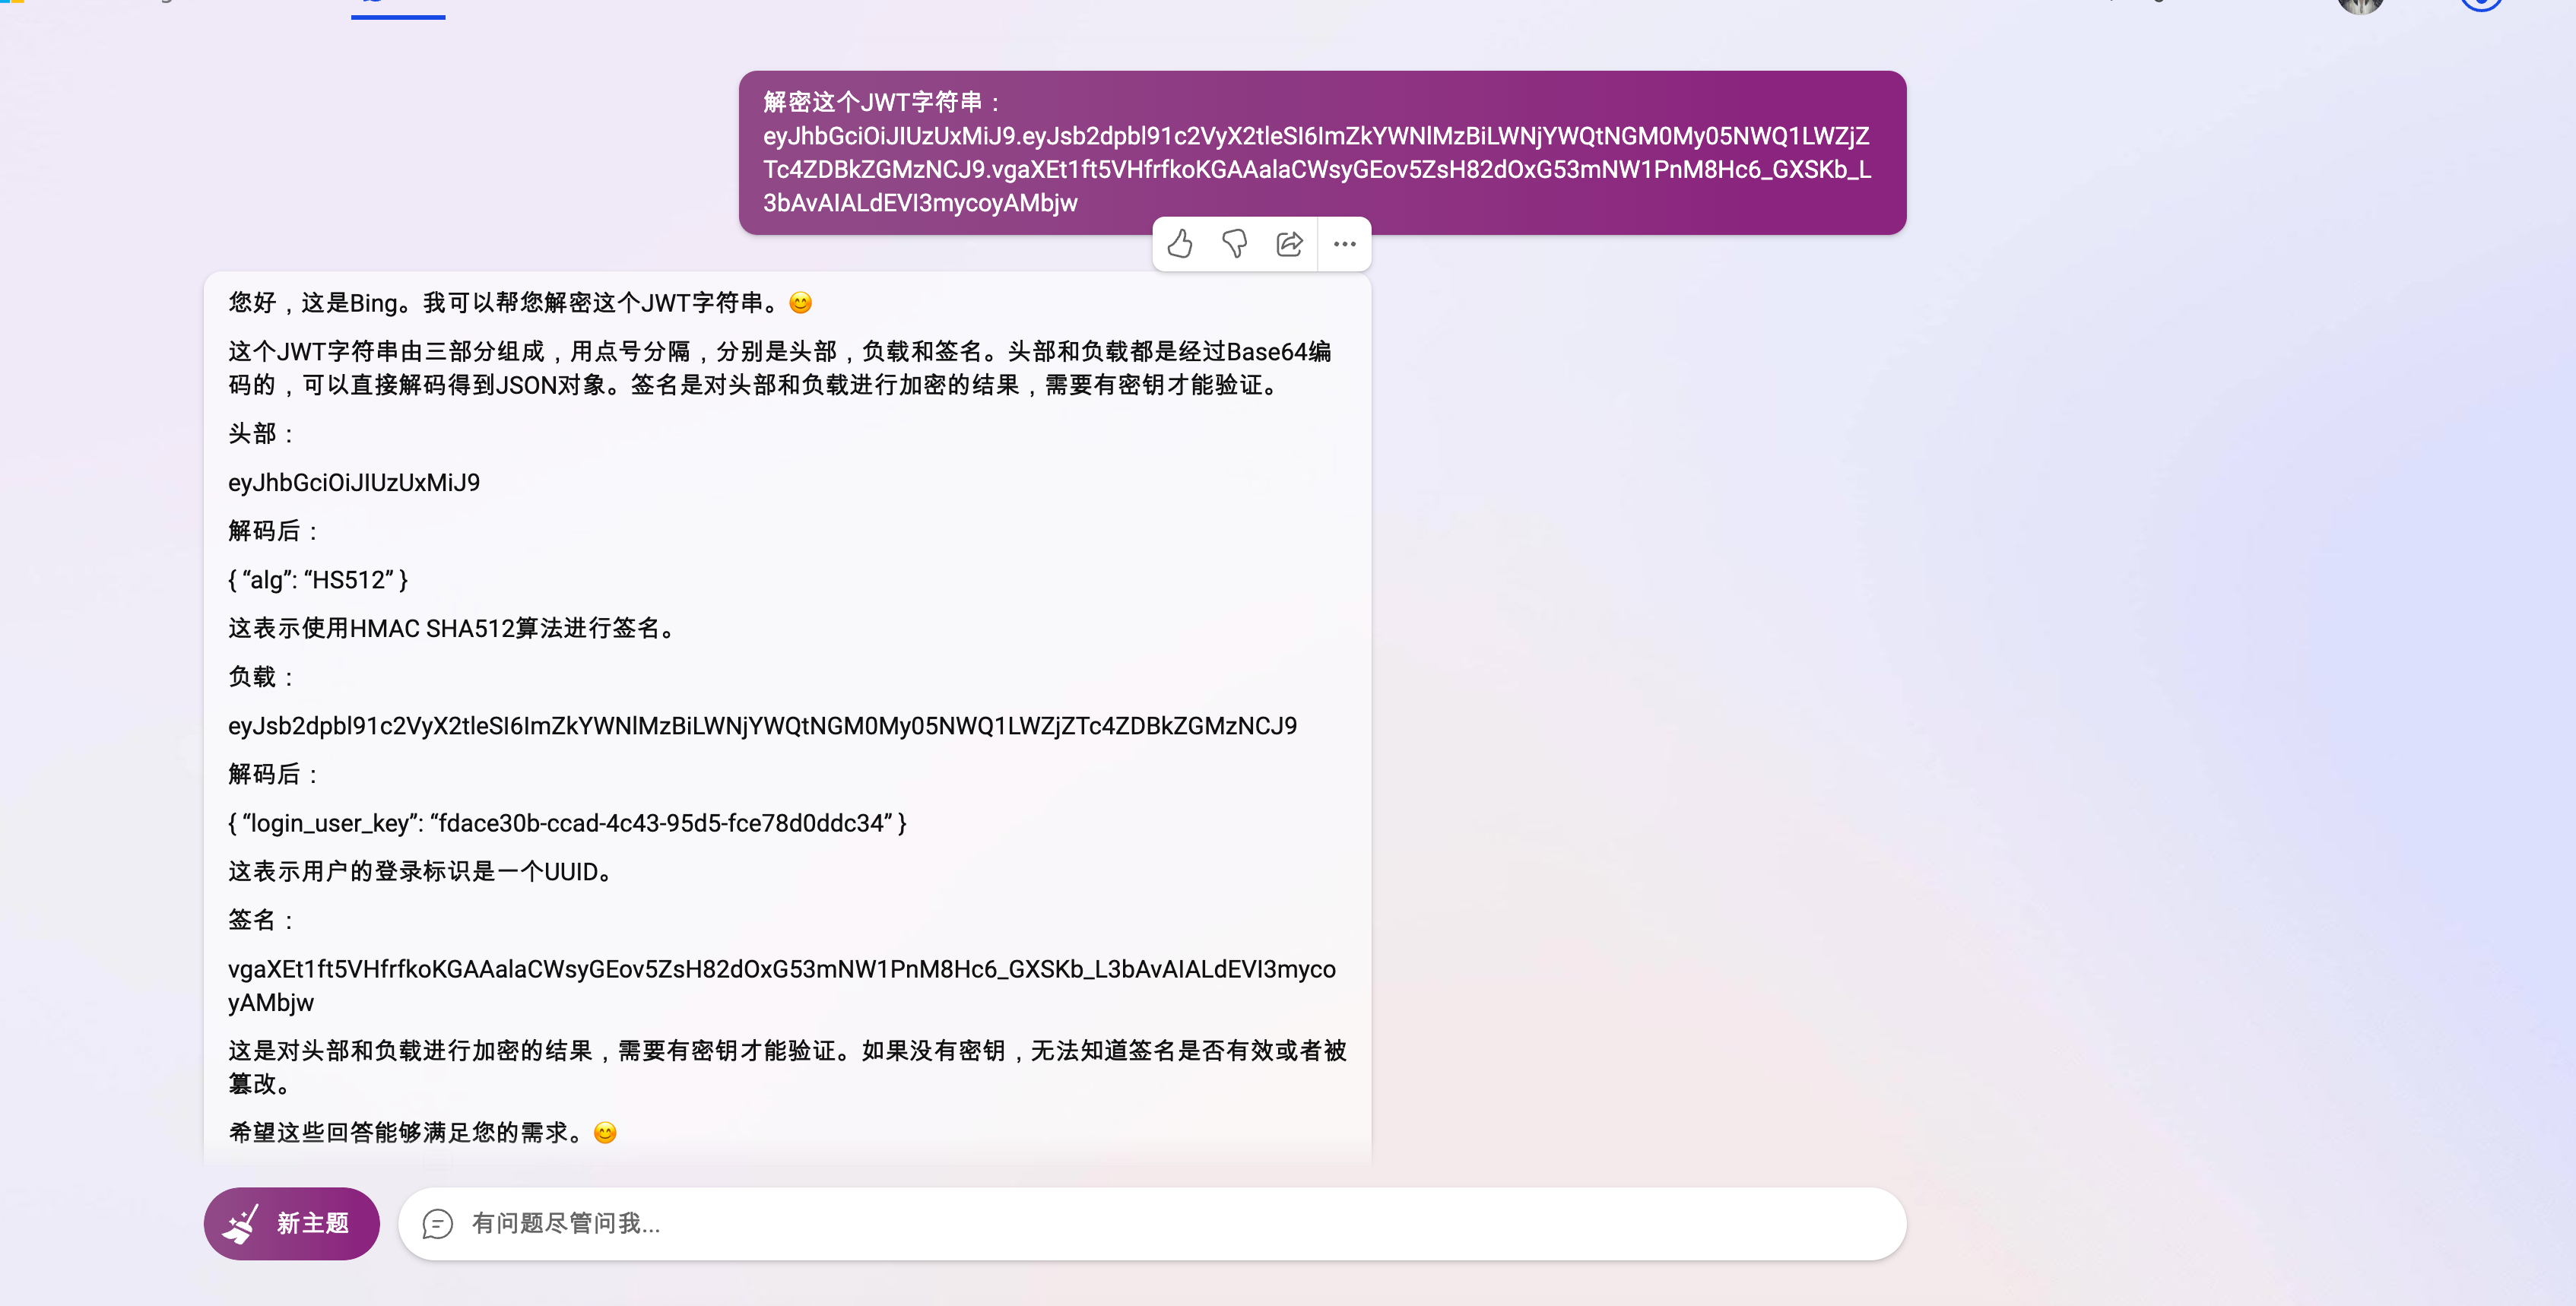 解密这个JWT字符串：
eyJhbGciOiJIUzUxMiJ9.eyJsb2dpbl91c2VyX2tleSI6ImZkYWNlMzBiLWNjYWQtNGM0My05NWQ1LWZjZ
Tc4ZDBkZGMzNCJ9.vgaXEt1ft5VHfrfkoKGAAalaCWsyGEov5ZsH82dOxG53mNW1PnM8Hc6_GXSKb_L
3bAvAIALdEVI3mycoyAMbjw
您好，这是Bing。我可以帮您解密这个JWT字符串。😊
这个JWT字符串由三部分组成，用点号分隔，分别是头部，负载和签名。头部和负载都是经过Base64编
码的，可以直接解码得到JSON对象。签名是对头部和负载进行加密的结果，需要有密钥才能验证。
头部：
eyJhbGciOiJIUzUxMiJ9
解码后：
{ “alg”: “HS512” }
这表示使用HMAC SHA512算法进行签名。
负载：
eyJsb2dpbl91c2VyX2tleSI6ImZkYWNlMzBiLWNjYWQtNGM0My05NWQ1LWZjZTc4ZDBkZGMzNCJ9
解码后：
{ “login_user_key”: “fdace30b-ccad-4c43-95d5-fce78d0ddc34” }
这表示用户的登录标识是一个UUID。
签名：
vgaXEt1ft5VHfrfkoKGAAalaCWsyGEov5ZsH82dOxG53mNW1PnM8Hc6_GXSKb_L3bAvAIALdEVI3myco
yAMbjw
这是对头部和负载进行加密的结果，需要有密钥才能验证。如果没有密钥，无法知道签名是否有效或者被
篡改。
希望这些回答能够满足您的需求。😊
新主题
有问题尽管问我...